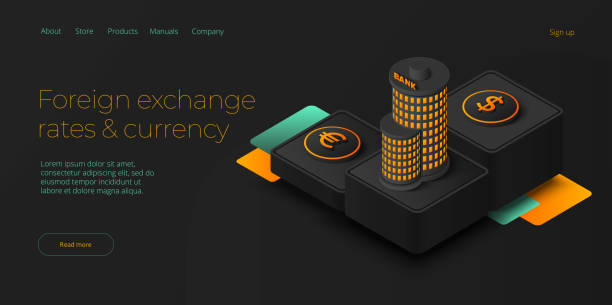 About Store Products Manuals Company Sign up
Foreign exchange
rates & currency
Lorem ipsum dolor sit amet,
consectetur adipiscing elit, sed
do eiusmod tempor incididunt ut
labore et dolore magna aliqua.
Read more
BANK
€
$